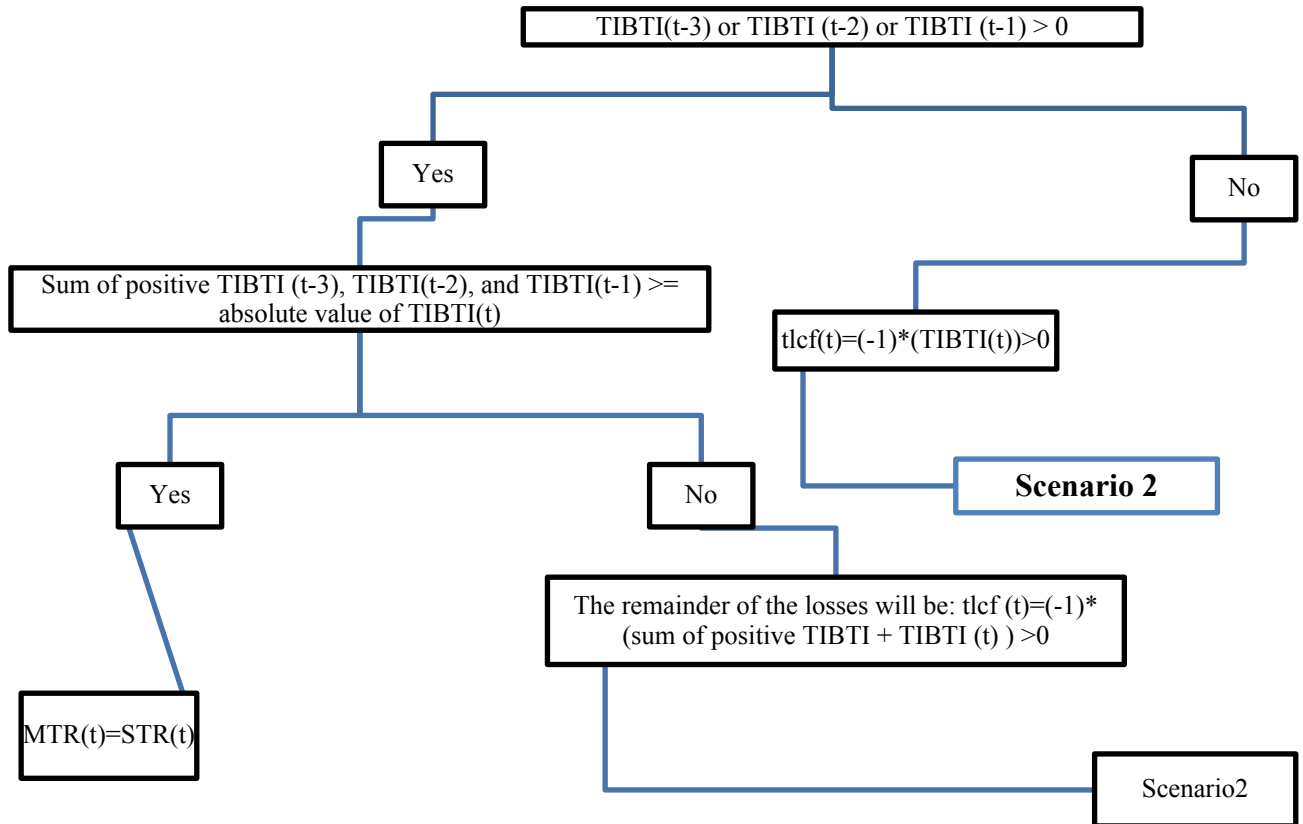 TIBTI(t-3) or TIBTI (t-2) or TIBTI (t-1) > 0
Yes
No
Sum of positive TIBTI (t-3), TIBTI(t-2), and TIBTI(t-1) >=
absolute value of TIBTI(t)
tlcf(t)=(-1)*(TIBTI(t))>0
Yes
No
Scenario 2
The remainder of the losses will be: tlcf (t)=(-1)*
(sum of positive TIBTI + TIBTI (t) ) >0
MTR(t)=STR(t)
Scenario2